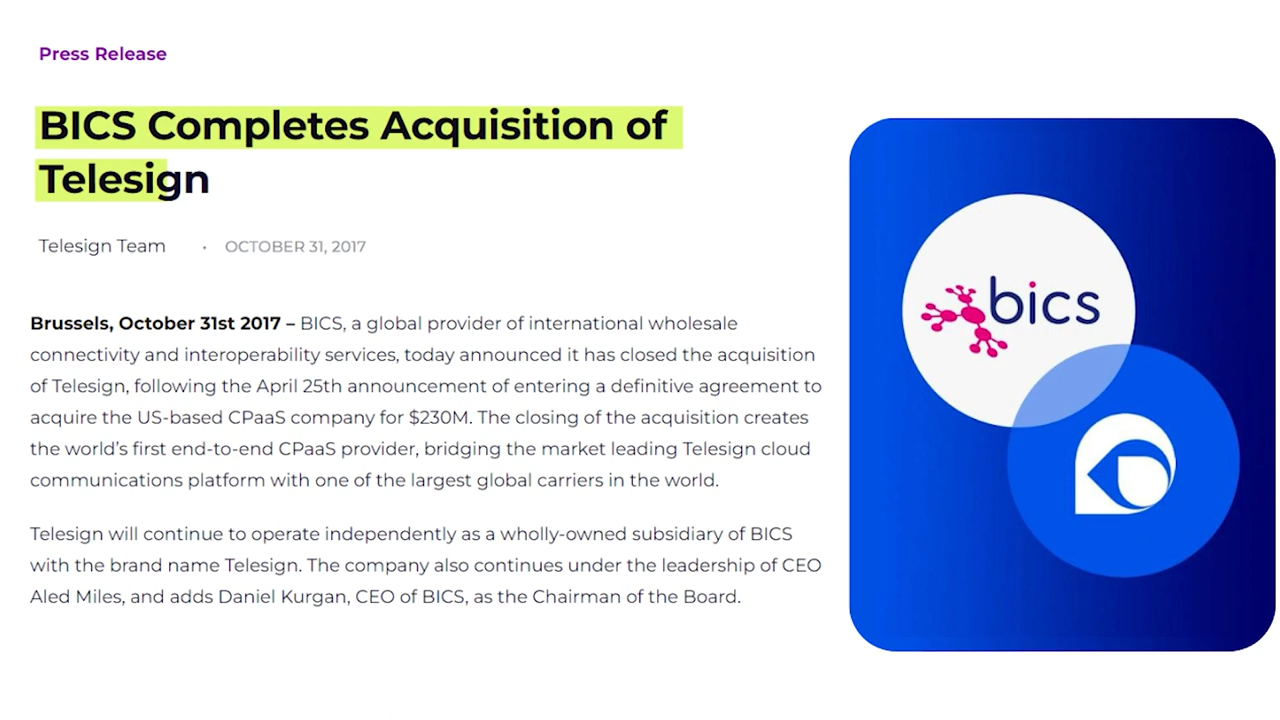 Press Release
BICS Completes Acquisition of
Telesign
Telesign Team • OCTOBER 31, 2017
Brussels, October 31st 2017 – BICS, a global provider of international wholesale
connectivity and interoperability services, today announced it has closed the acquisition
of Telesign, following the April 25th announcement of entering a definitive agreement to
acquire the US-based CPaaS company for $230M. The closing of the acquisition creates
the world's first end-to-end CPaaS provider, bridging the market leading Telesign cloud
communications platform with one of the largest global carriers in the world.
Telesign will continue to operate independently as a wholly-owned subsidiary of BICS
with the brand name Telesign. The company also continues under the leadership of CEO
Aled Miles, and adds Daniel Kurgan, CEO of BICS, as the Chairman of the Board.
bics